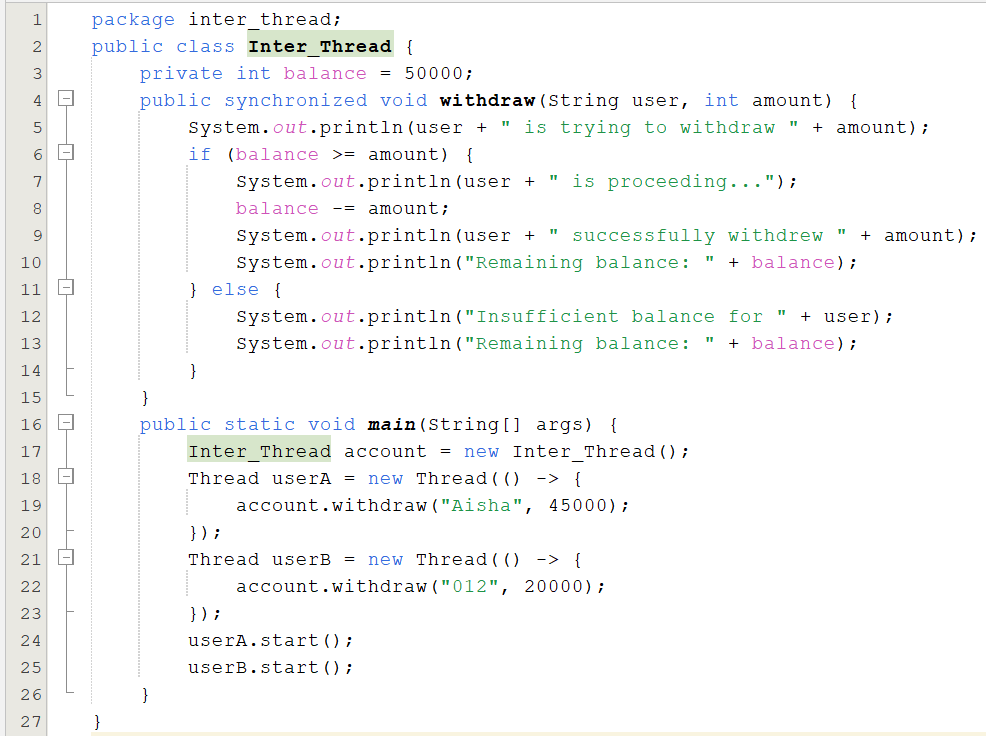 1 package inter_thread;
2 public class Inter_Thread {
3 private int balance = 50000;
4 public synchronized void withdraw(String user, int amount) {
5 System.out.println(user + " is trying to withdraw " + amount);
6 if (balance >= amount) {
7 System.out.println(user + " is proceeding...");
8 balance -= amount;
9 System.out.println(user + " successfully withdrew " + amount);
10 System.out.println("Remaining balance: " + balance);
11 } else {
12 System.out.println("Insufficient balance for " + user);
13 System.out.println("Remaining balance: " + balance);
14 }
15 }
16 public static void main(String[] args) {
17 Inter_Thread account = new Inter_Thread();
18 Thread userA = new Thread(() -> {
19 account.withdraw("Aisha", 45000);
20 });
21 Thread userB = new Thread(() -> {
22 account.withdraw("012", 20000);
23 });
24 userA.start();
25 userB.start();
26 }
27 }